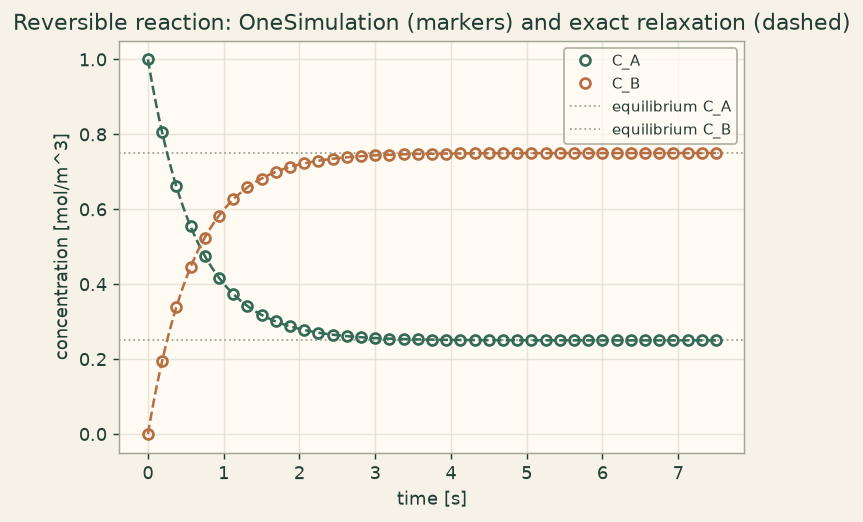 Reversible reaction: OneSimulation (markers) and exact relaxation (dashed)
C_A
C_B
equilibrium C_A
equilibrium C_B
concentration [mol/m^3]
1.0
0.8
0.6
0.4
0.2
0.0
0 1 2 3 4 5 6 7
time [s]